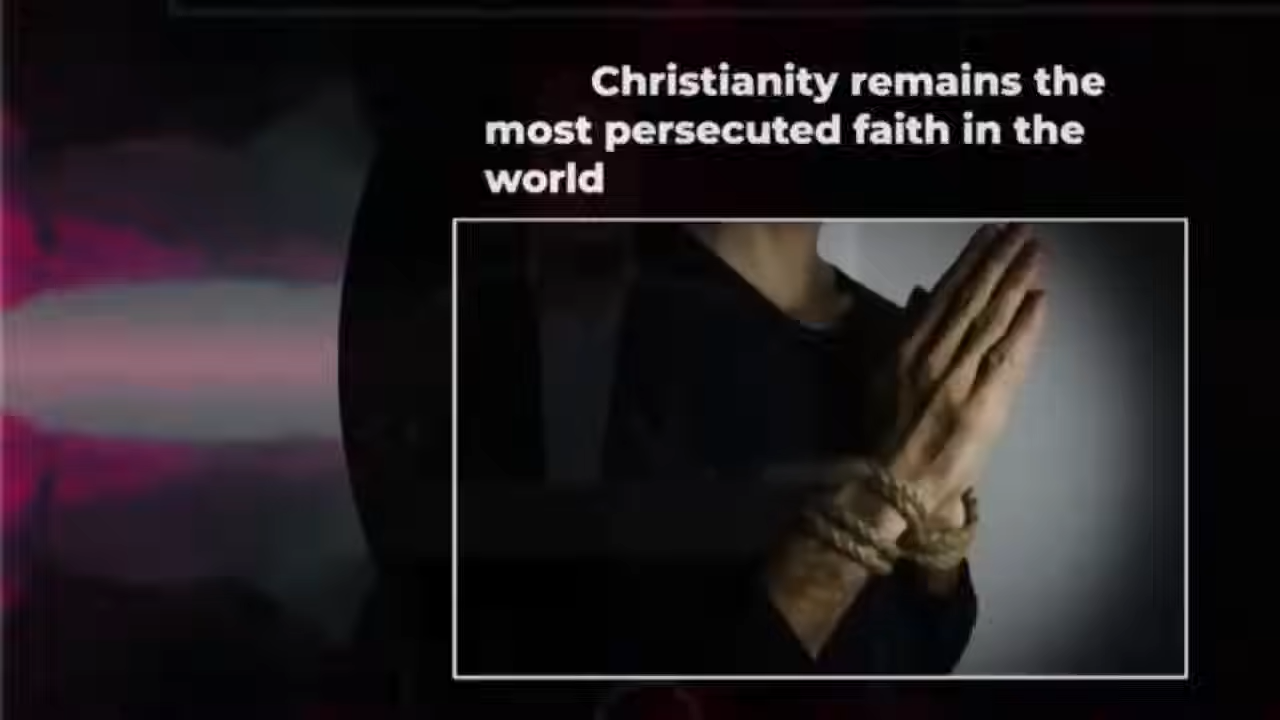 Christianity remains the
most persecuted faith in the
world